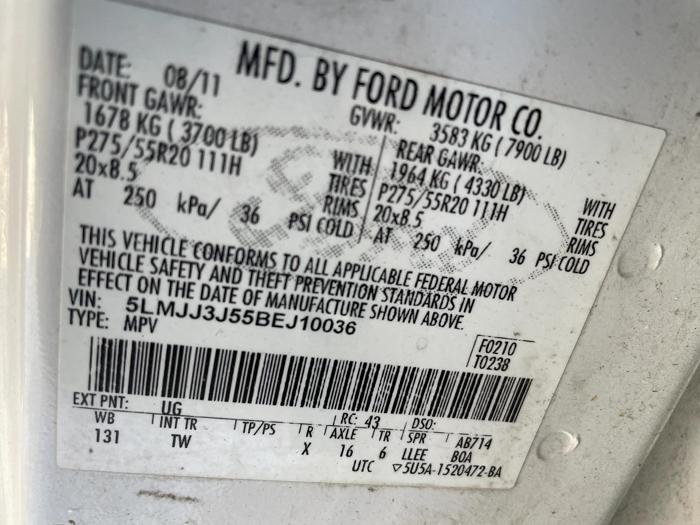 MFD. BY FORD MOTOR CO.
DATE: 08/11
GVWR: 3583 KG ( 7900 LB)
FRONT GAWR:
1678 KG ( 3700 LB)
P275/55R20 111H
20x8.5
WITH TIRES RIMS
AT 250 kPa/ 36 PSI COLD
REAR GAWR:
1964 KG ( 4330 LB)
P275/55R20 111H
20x8.5
WITH TIRES RIMS
AT 250 kPa/ 36 PSI COLD
THIS VEHICLE CONFORMS TO ALL APPLICABLE FEDERAL MOTOR
VEHICLE SAFETY AND THEFT PREVENTION STANDARDS IN
EFFECT ON THE DATE OF MANUFACTURE SHOWN ABOVE.
VIN: 5LMJJ3J55BEJ10036
TYPE: MPV
F0210
T0238
EXT PNT: UG RC: 43 DSO:
WB INT TR TP/PS R AXLE TR SPR AB714
131 TW X 16 6 LLEE BOA
UTC ▽5U5A-1520472-BA